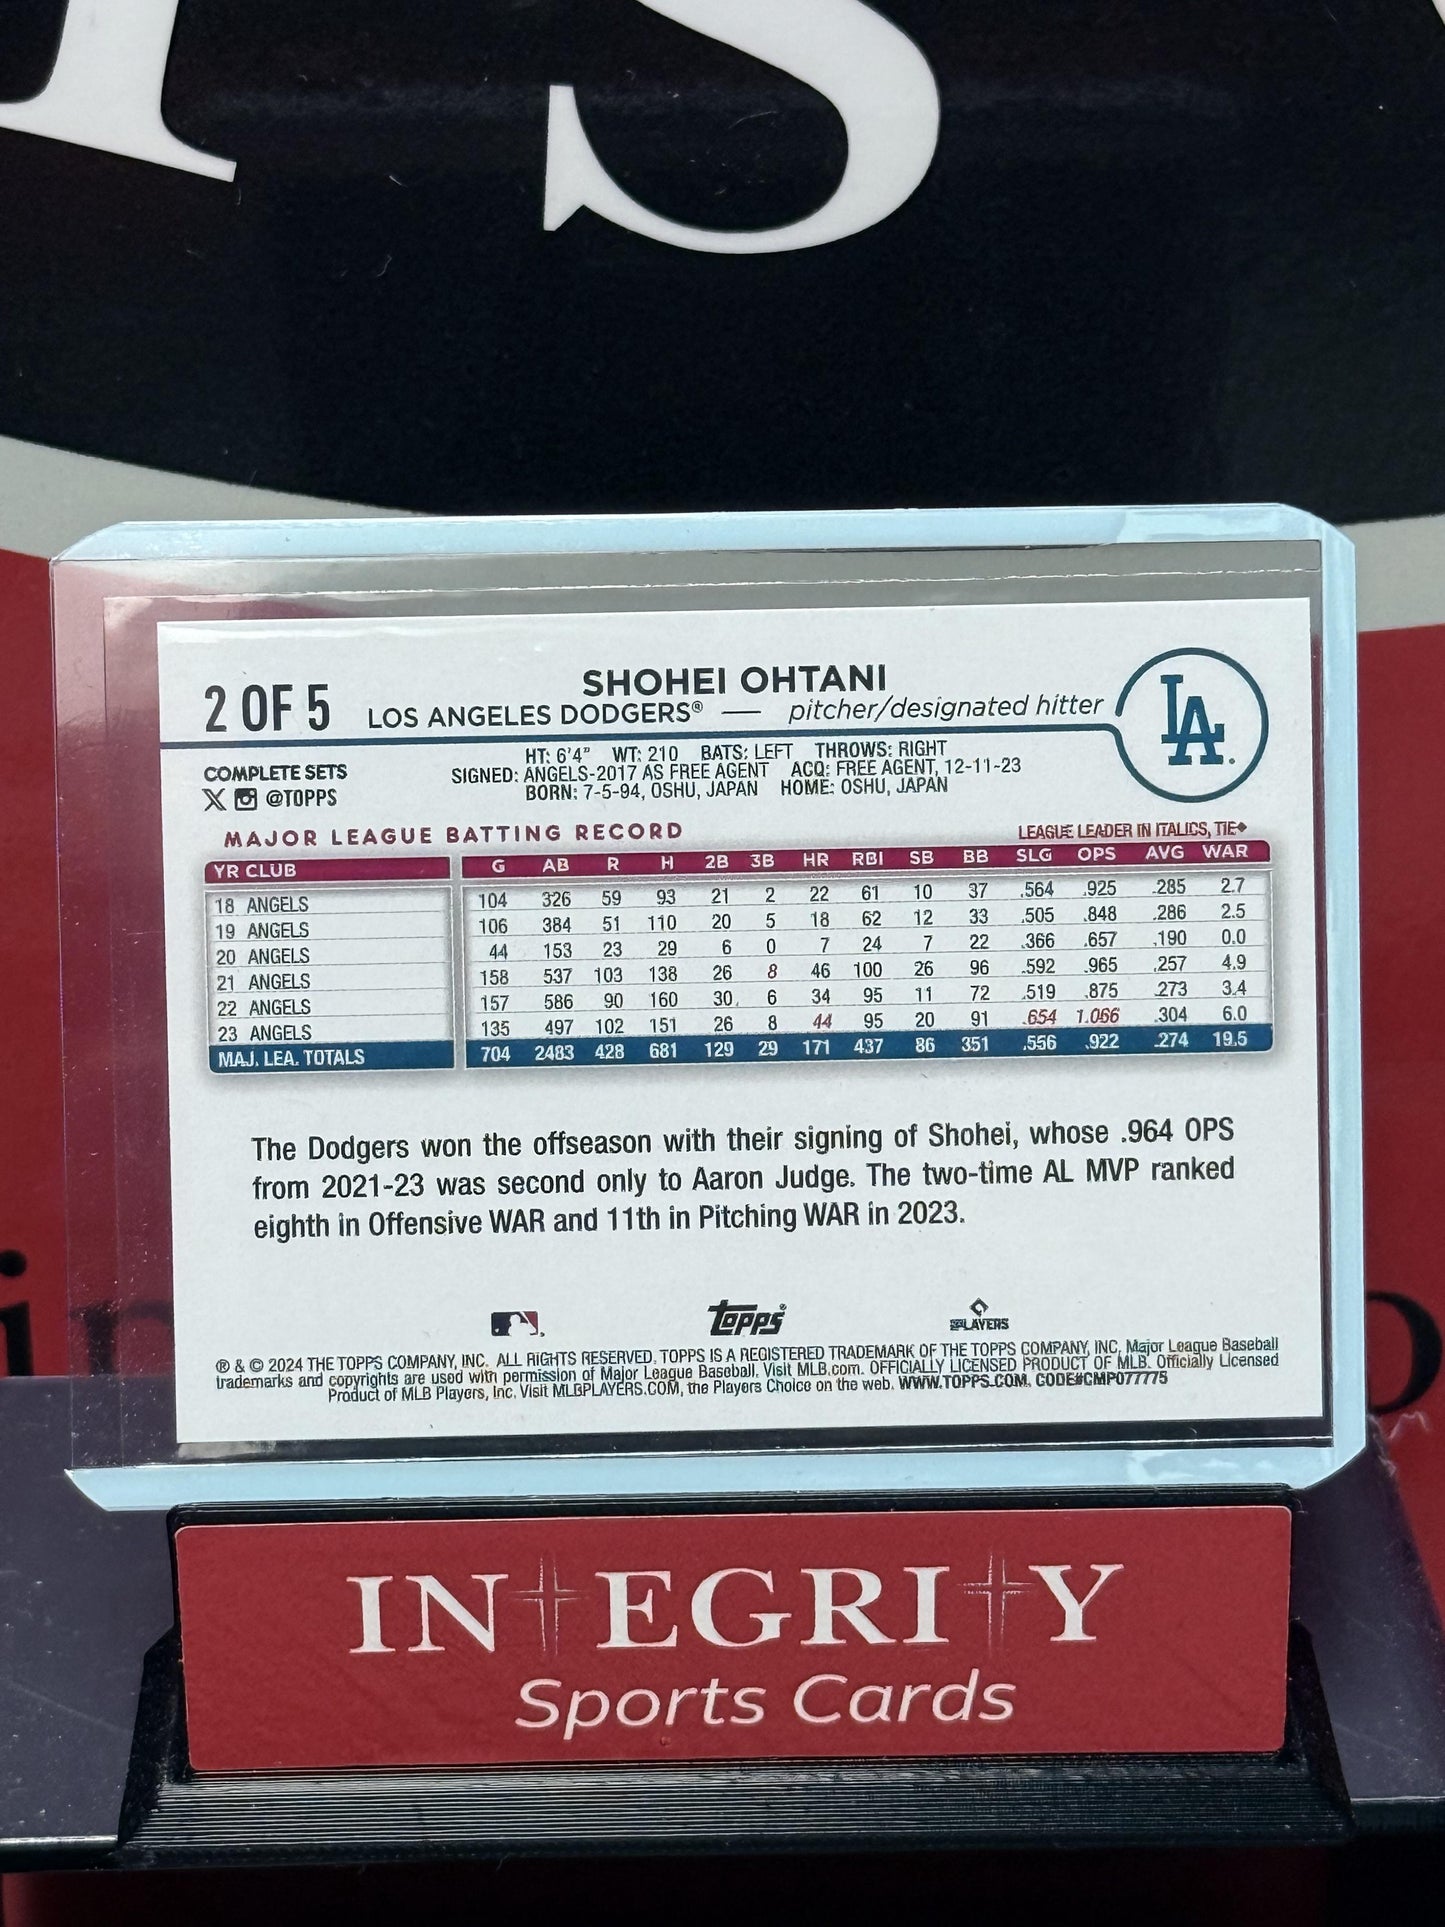 S
2 OF 5
SHOHEI OHTANI
LOS ANGELES DODGERS® — pitcher/designated hitter
LA
COMPLETE SETS
X @TOPPS
HT: 6'4" WT: 210 BATS: LEFT THROWS: RIGHT
SIGNED: ANGELS-2017 AS FREE AGENT ACQ: FREE AGENT, 12-11-23
BORN: 7-5-94, OSHU, JAPAN HOME: OSHU, JAPAN
MAJOR LEAGUE BATTING RECORD
LEAGUE LEADER IN ITALICS, TIE◆
YR CLUB G AB R H 2B 3B HR RBI SB BB SLG OPS AVG WAR
18 ANGELS 104 326 59 93 21 2 22 61 10 37 .564 .925 .285 2.7
19 ANGELS 106 384 51 110 20 5 18 62 12 33 .505 .848 .286 2.5
20 ANGELS 44 153 23 29 6 0 7 24 7 22 .366 .657 .190 0.0
21 ANGELS 158 537 103 138 26 8 46 100 26 96 .592 .965 .257 4.9
22 ANGELS 157 586 90 160 30 6 34 95 11 72 .519 .875 .273 3.4
23 ANGELS 135 497 102 151 26 8 44 95 20 91 .654 1.066 .304 6.0
MAJ. LEA. TOTALS 704 2483 428 681 129 29 171 437 86 351 .556 .922 .274 19.5
The Dodgers won the offseason with their signing of Shohei, whose .964 OPS
from 2021-23 was second only to Aaron Judge. The two-time AL MVP ranked
eighth in Offensive WAR and 11th in Pitching WAR in 2023.
Topps
PLAYERS
® & © 2024 THE TOPPS COMPANY, INC. ALL RIGHTS RESERVED. TOPPS IS A REGISTERED TRADEMARK OF THE TOPPS COMPANY, INC. Major League Baseball
trademarks and copyrights are used with permission of Major League Baseball. Visit MLB.com. OFFICIALLY LICENSED PRODUCT OF MLB. Officially Licensed
Product of MLB Players, Inc. Visit MLBPLAYERS.COM, the Players Choice on the web. WWW.TOPPS.COM. CODE#CMP077775
INTEGRITY
Sports Cards